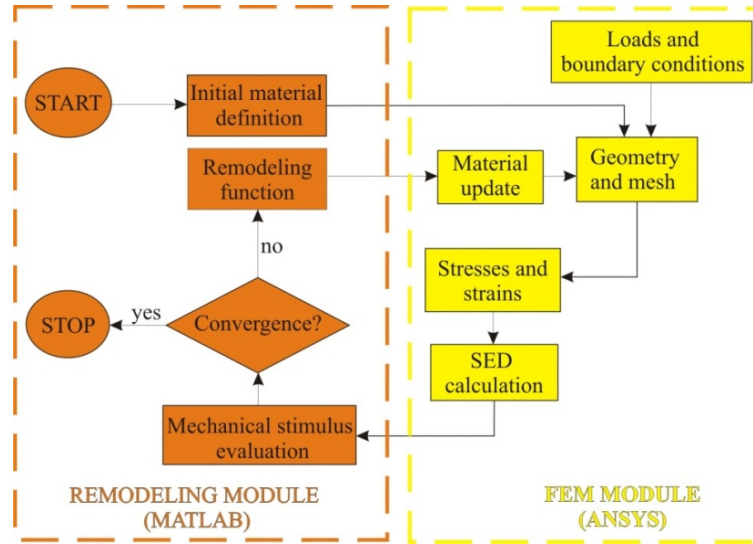 START
Initial material
definition
Loads and
boundary conditions
Remodeling
function
Material
update
Geometry
and mesh
no
Stresses and
strains
STOP
yes
Convergence?
SED
calculation
Mechanical stimulus
evaluation
REMODELING MODULE
(MATLAB)
FEM MODULE
(ANSYS)